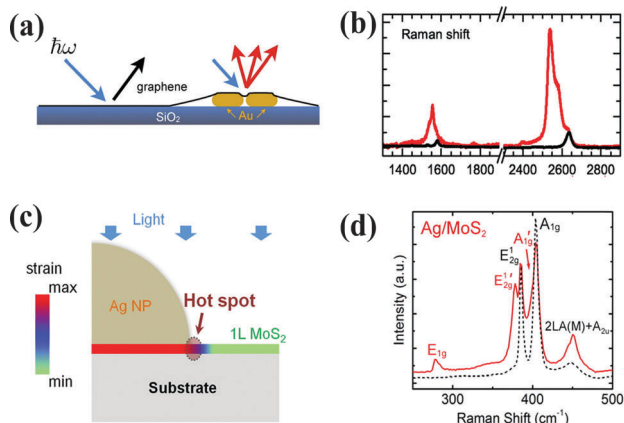 (a)
ħω
graphene
SiO₂
Au
(b)
Raman shift
1400 1600 2400 2600 2800
(c)
Light
strain
max
min
Ag NP
Hot spot
1L MoS₂
Substrate
(d)
Ag/MoS₂
A₁g
A₁g′
E¹₂g
E¹₂g′
2LA(M)+A₂u
E₁g
Intensity (a.u.)
300 400 500
Raman Shift (cm⁻¹)